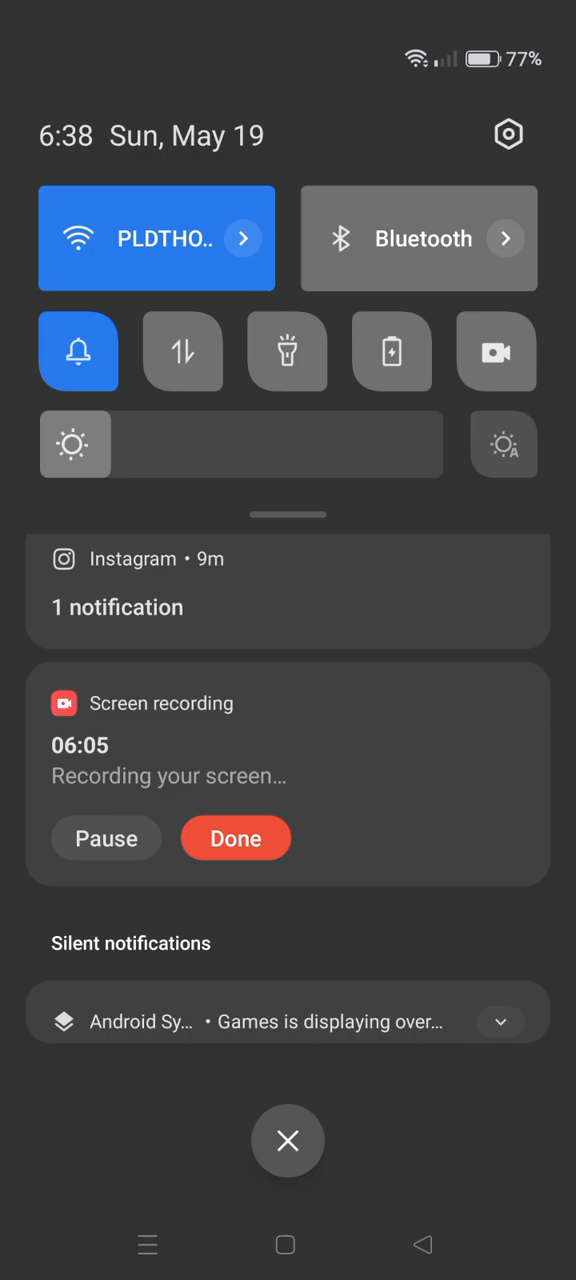 77%
6:38 Sun, May 19
PLDTHO..
Bluetooth
A
Instagram • 9m
1 notification
Screen recording
06:05
Recording your screen...
Pause
Done
Silent notifications
Android Sy... • Games is displaying over...